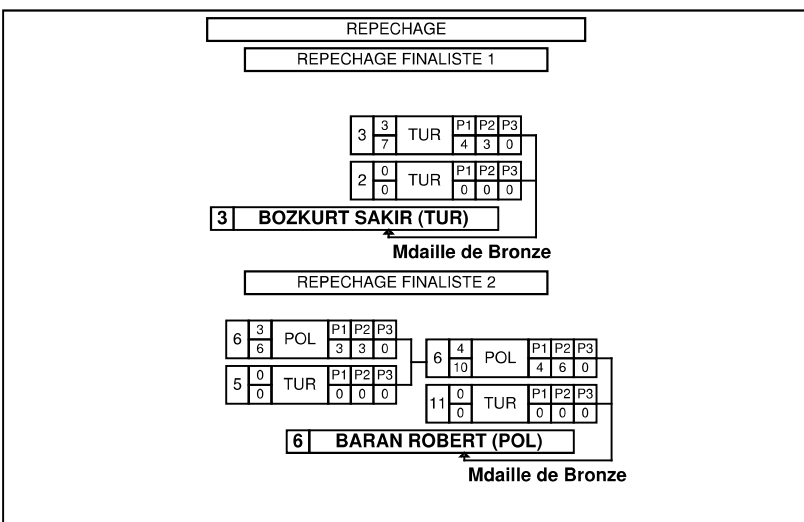 REPECHAGE
REPECHAGE FINALISTE 1
3 3 TUR P1 P2 P3
7 4 3 0
2 0 TUR P1 P2 P3
0 0 0 0
3 BOZKURT SAKIR (TUR)
Mdaille de Bronze
REPECHAGE FINALISTE 2
6 3 POL P1 P2 P3
6 3 3 0
5 0 TUR P1 P2 P3
0 0 0 0
6 4 POL P1 P2 P3
10 4 6 0
11 0 TUR P1 P2 P3
0 0 0 0
6 BARAN ROBERT (POL)
Mdaille de Bronze